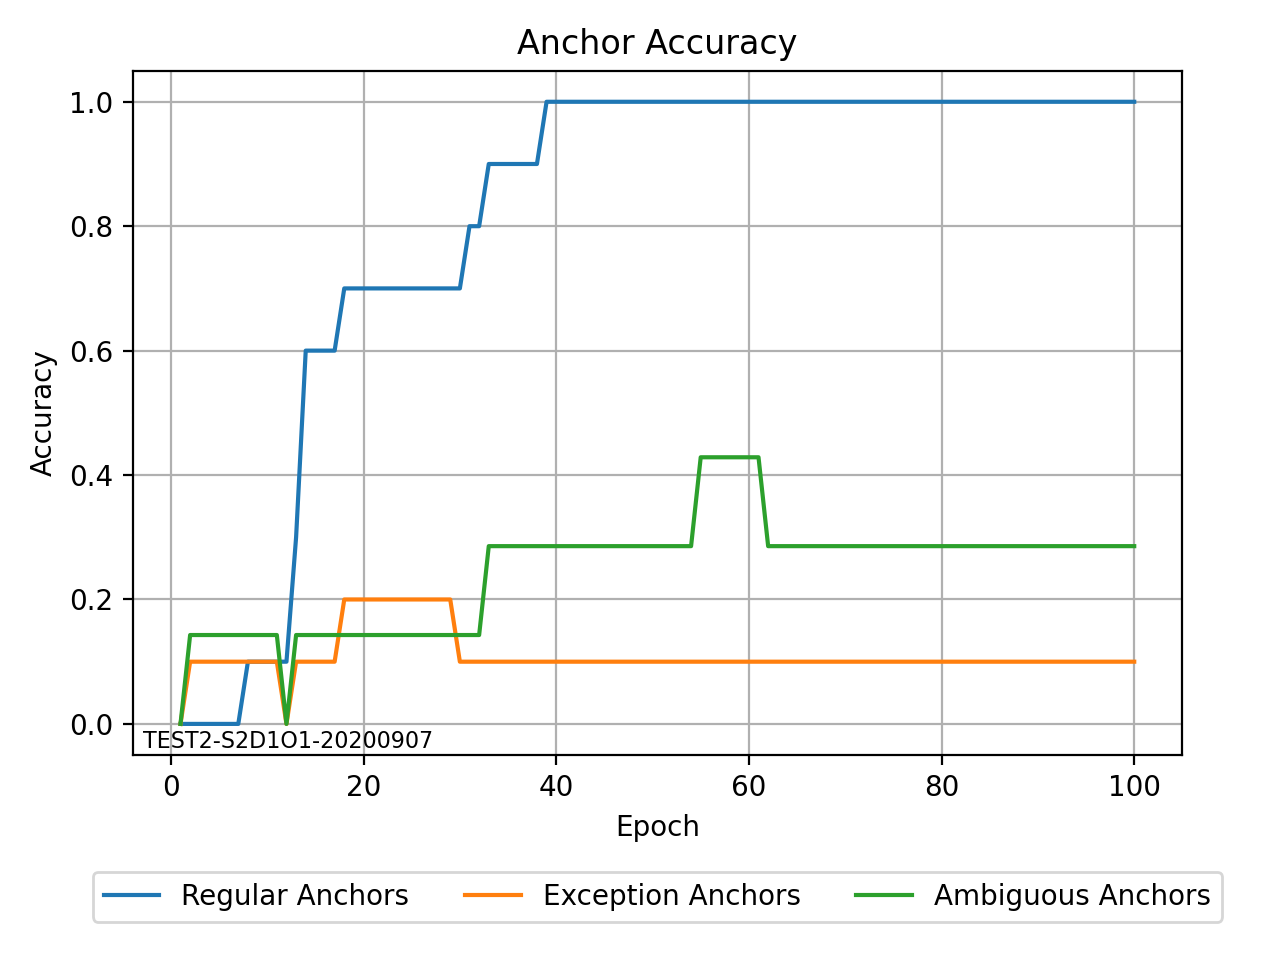 Anchor Accuracy
Accuracy
1.0
0.8
0.6
0.4
0.2
0.0
TEST2-S2D1O1-20200907
0 20 40 60 80 100
Epoch
Regular Anchors Exception Anchors Ambiguous Anchors